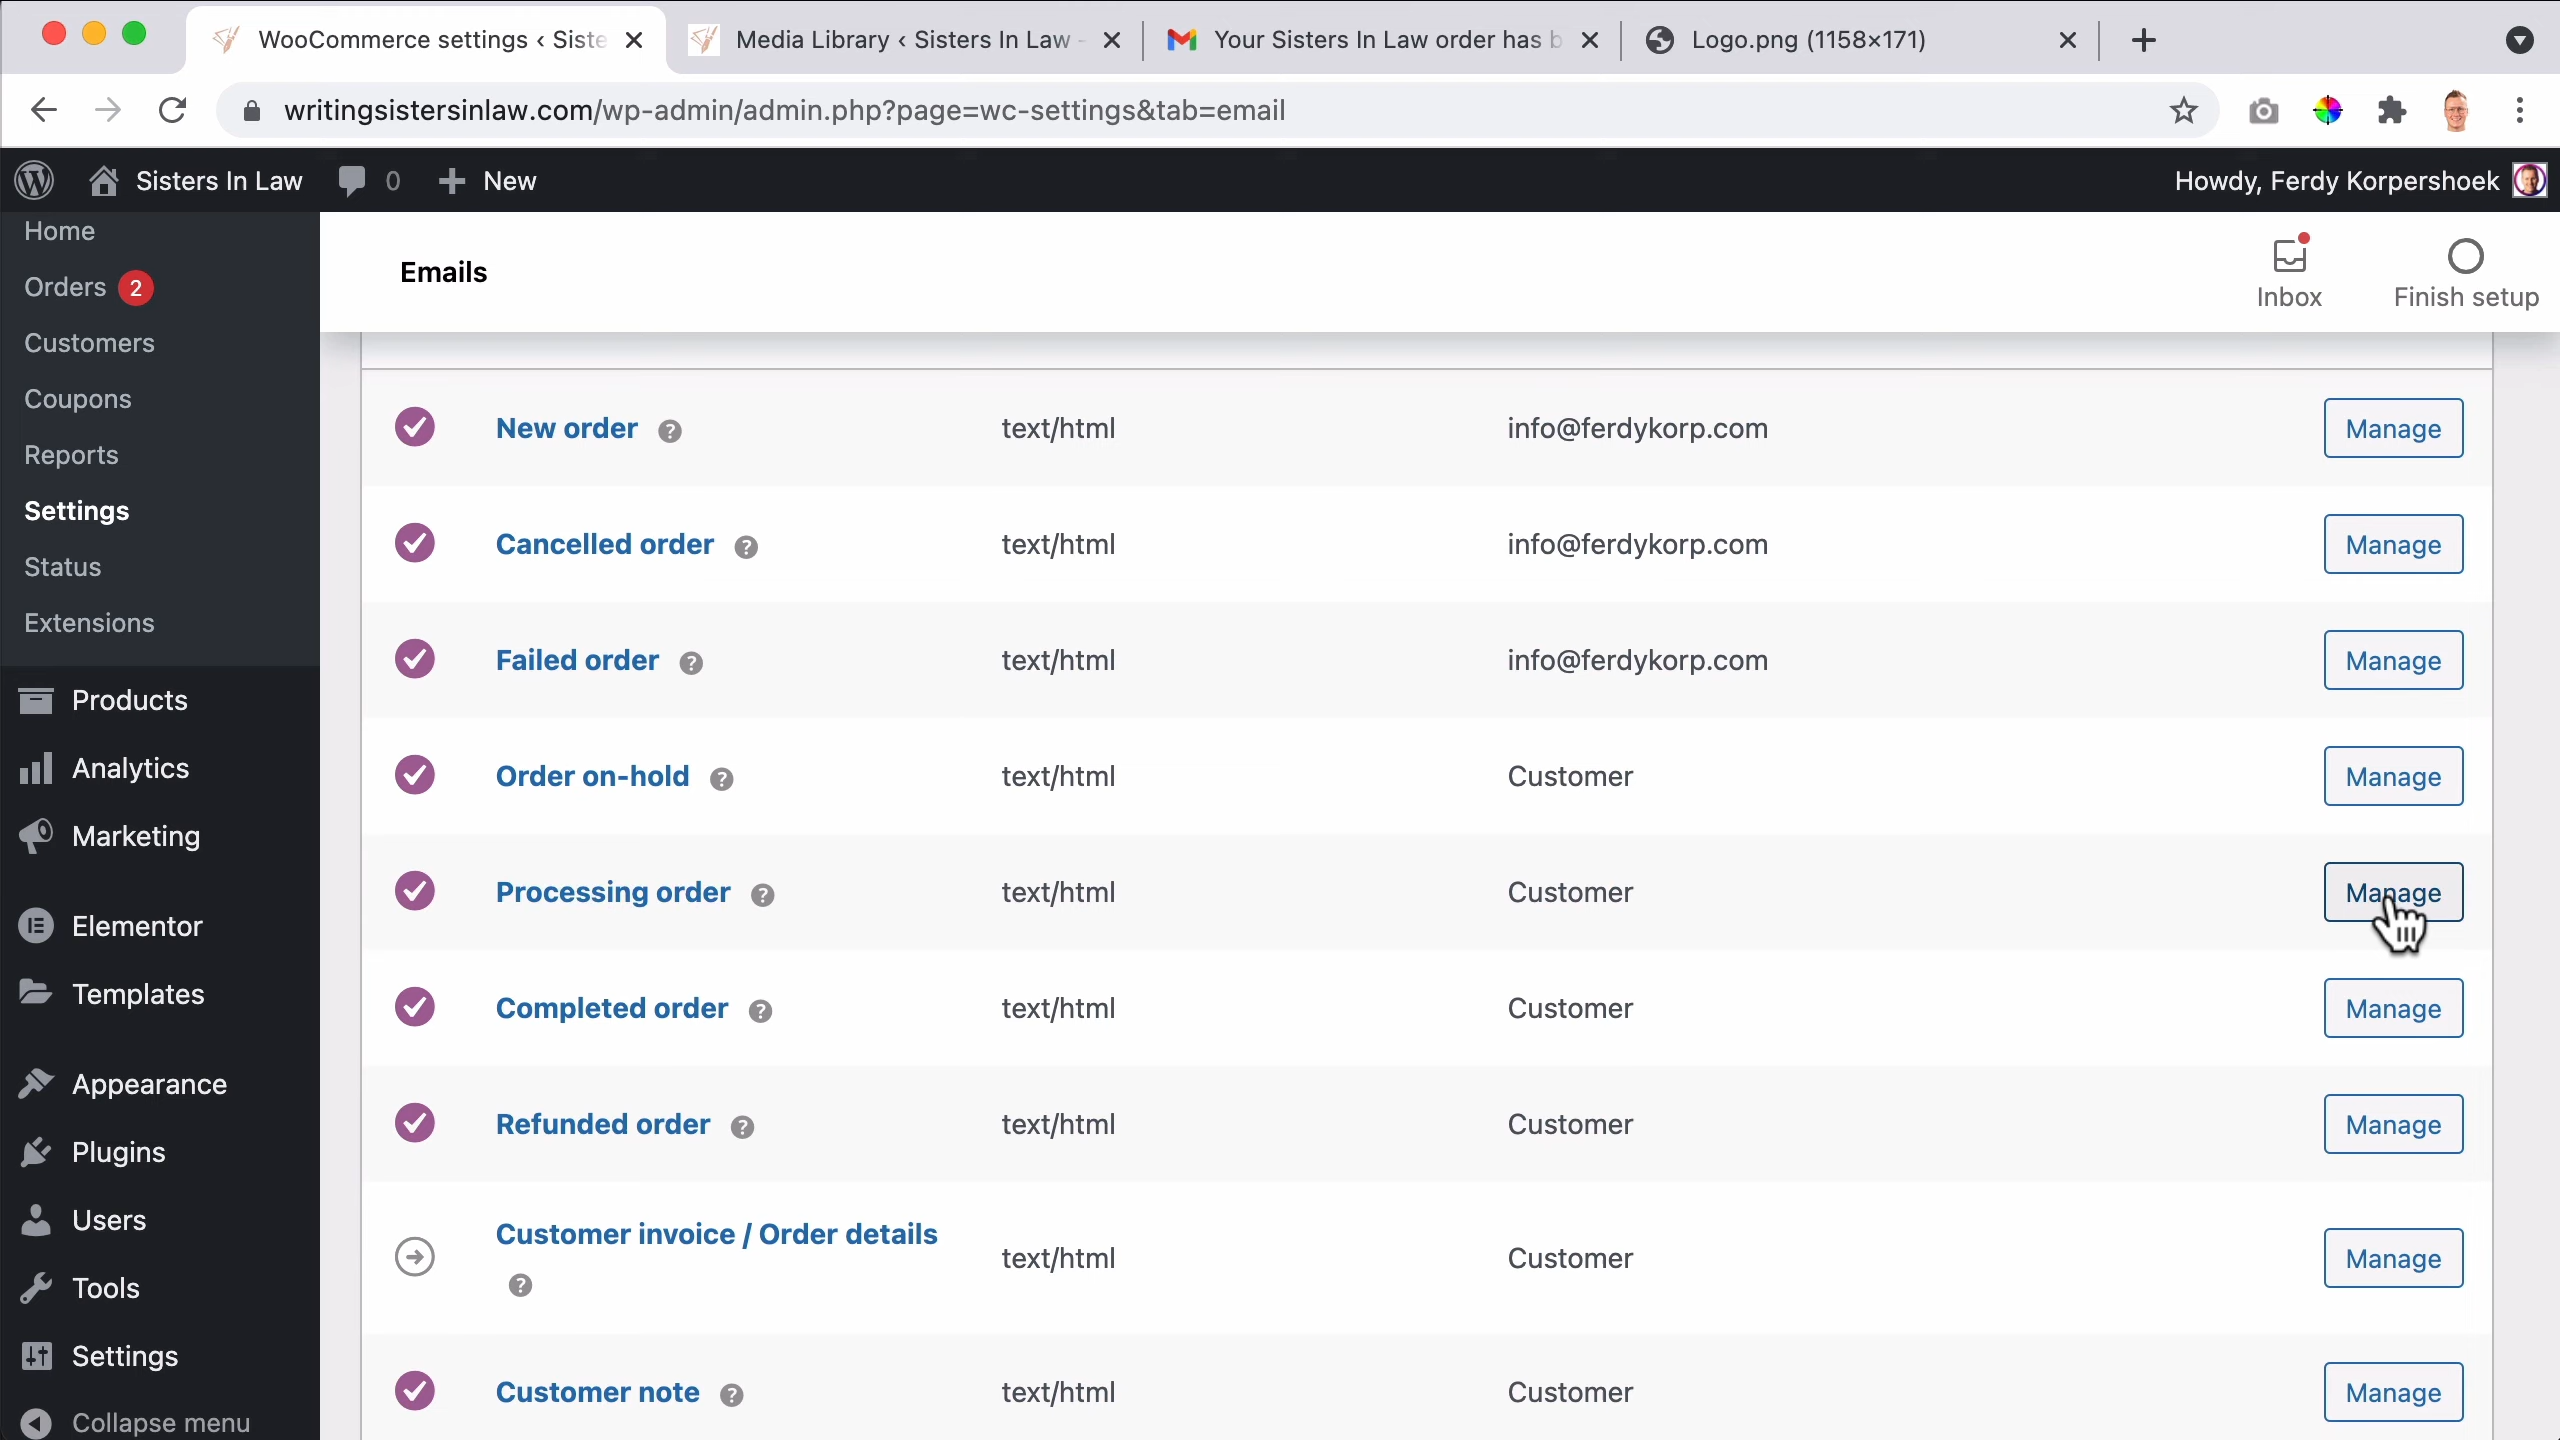 WooCommerce settings ‹ Siste
Media Library ‹ Sisters In Law -
Your Sisters In Law order has b
Logo.png (1158×171)
writingsistersinlaw.com/wp-admin/admin.php?page=wc-settings&tab=email
Sisters In Law
0
New
Howdy, Ferdy Korpershoek
Home
Orders 2
Customers
Coupons
Reports
Settings
Status
Extensions
Products
Analytics
Marketing
Elementor
Templates
Appearance
Plugins
Users
Tools
Settings
Collapse menu
Emails
Inbox
Finish setup
New order ? text/html info@ferdykorp.com Manage
Cancelled order ? text/html info@ferdykorp.com Manage
Failed order ? text/html info@ferdykorp.com Manage
Order on-hold ? text/html Customer Manage
Processing order ? text/html Customer Manage
Completed order ? text/html Customer Manage
Refunded order ? text/html Customer Manage
Customer invoice / Order details
? text/html Customer Manage
Customer note ? text/html Customer Manage